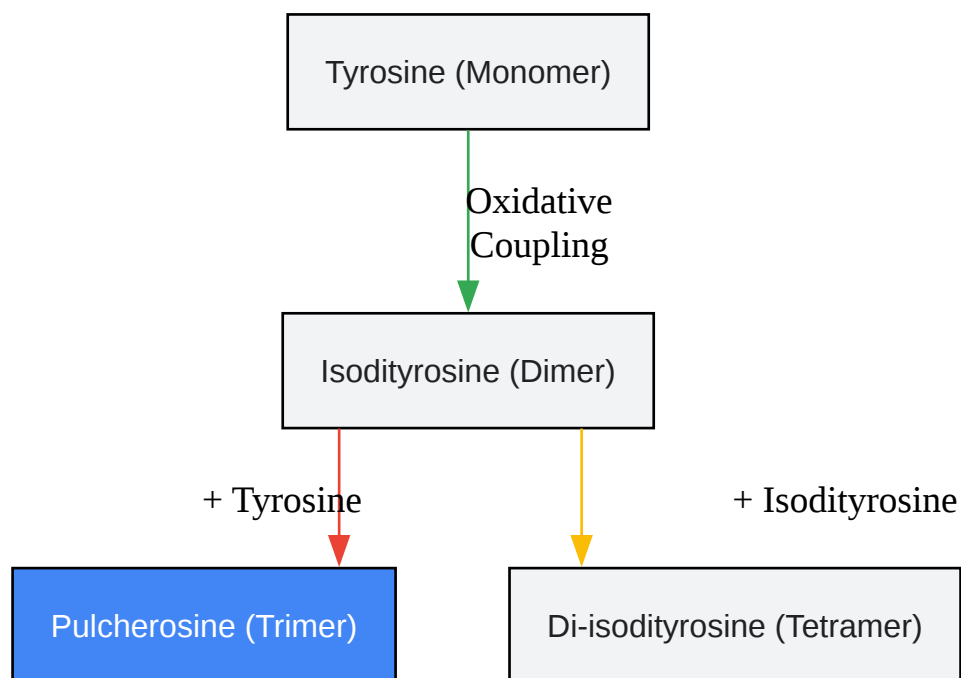 Tyrosine (Monomer)
Oxidative
Coupling
Isodityrosine (Dimer)
+ Tyrosine
+ Isodityrosine
Pulcherosine (Trimer)
Di-isodityrosine (Tetramer)